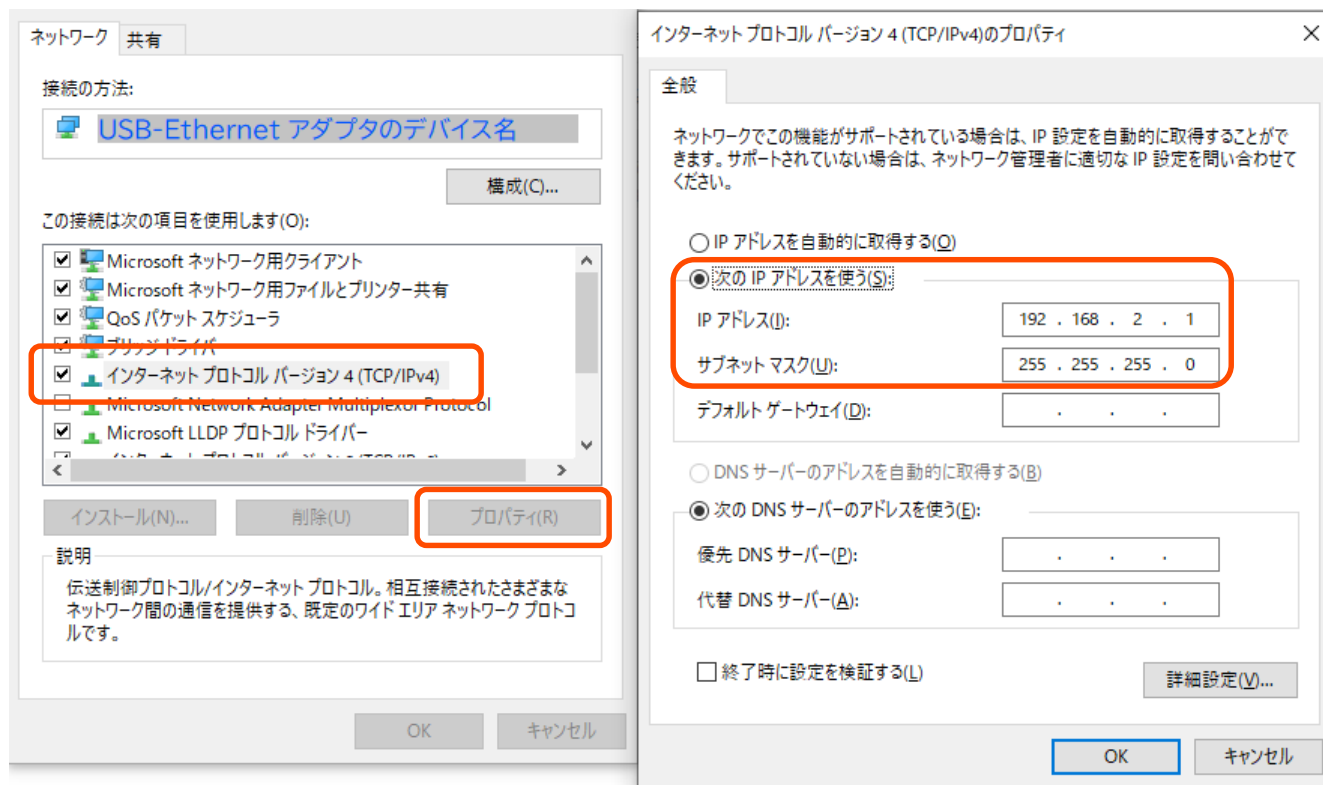 ネットワーク
共有
接続の方法:
USB-Ethernet アダプタのデバイス名
構成(C)...
この接続は次の項目を使用します(O):
Microsoft ネットワーク用クライアント
Microsoft ネットワーク用ファイルとプリンター共有
QoS パケット スケジューラ
ブリッジ ドライバー
インターネット プロトコル バージョン 4 (TCP/IPv4)
Microsoft Network Adapter Multiplexor Protocol
Microsoft LLDP プロトコル ドライバー
インストール(N)...
削除(U)
プロパティ(R)
説明
伝送制御プロトコル/インターネット プロトコル。相互接続されたさまざまな
ネットワーク間の通信を提供する、既定のワイド エリア ネットワーク プロトコ
ルです。
OK
キャンセル
インターネット プロトコル バージョン 4 (TCP/IPv4)のプロパティ
全般
ネットワークでこの機能がサポートされている場合は、IP 設定を自動的に取得することがで
きます。サポートされていない場合は、ネットワーク管理者に適切な IP 設定を問い合わせて
ください。
IP アドレスを自動的に取得する(O)
次の IP アドレスを使う(S):
IP アドレス(I):
192 . 168 . 2 . 1
サブネット マスク(U):
255 . 255 . 255 . 0
デフォルト ゲートウェイ(D):
. . .
DNS サーバーのアドレスを自動的に取得する(B)
次の DNS サーバーのアドレスを使う(E):
優先 DNS サーバー(P):
. . .
代替 DNS サーバー(A):
. . .
終了時に設定を検証する(L)
詳細設定(V)...
OK
キャンセル